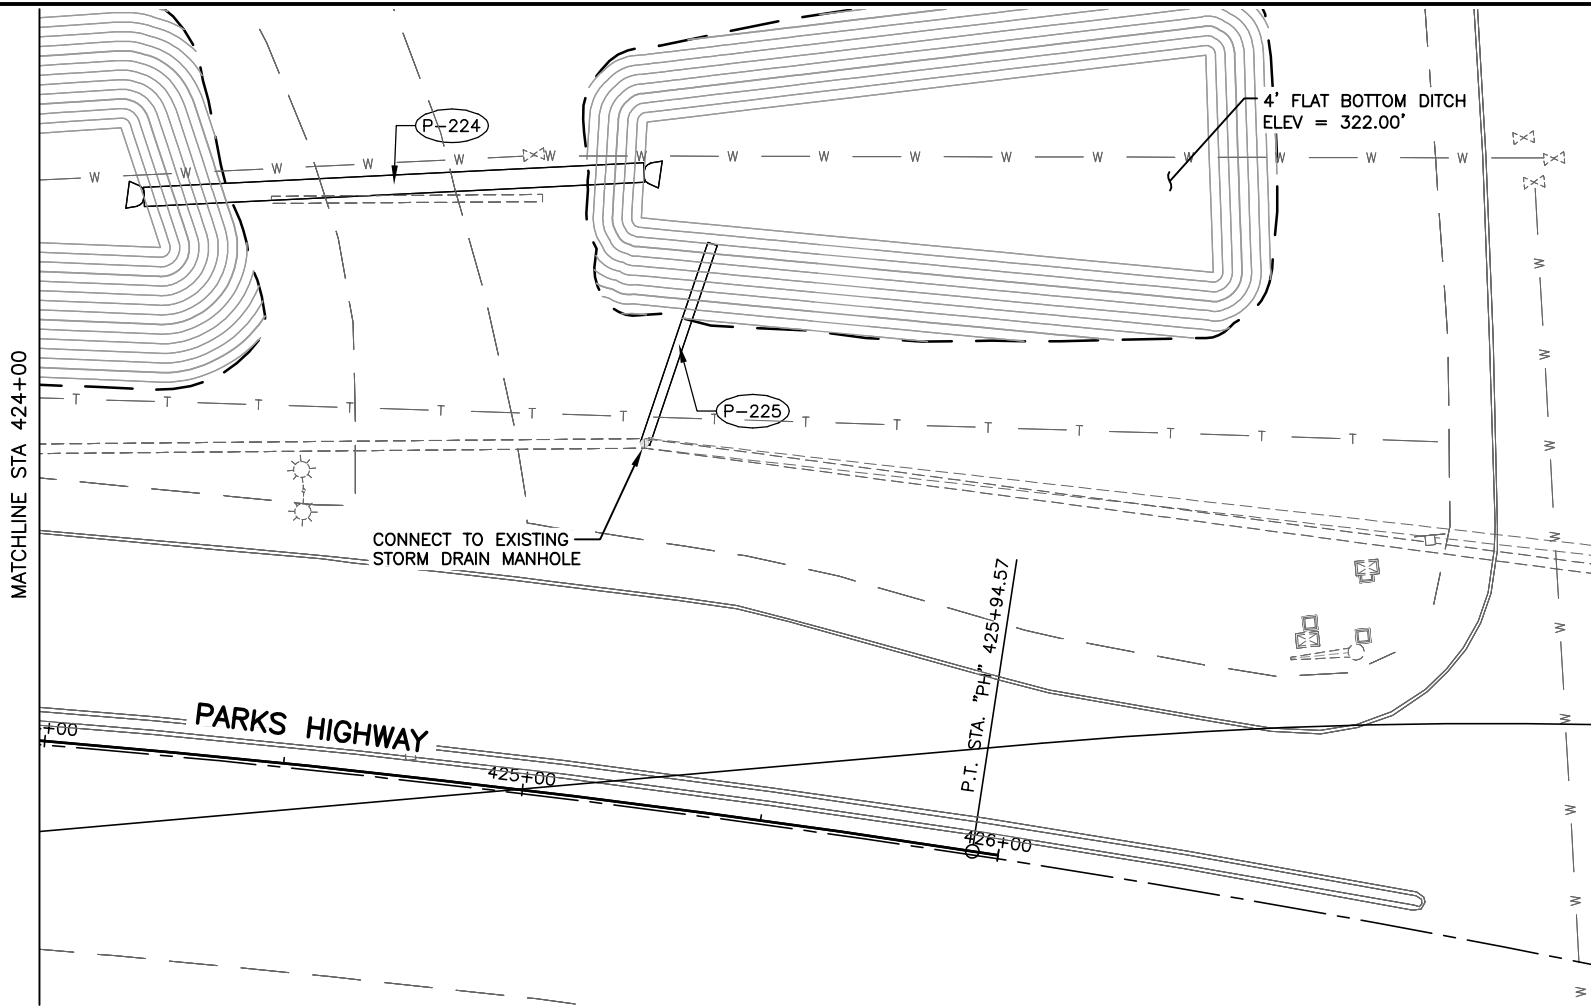 P-224
4' FLAT BOTTOM DITCH
ELEV = 322.00'
W W W W W W W W W W W W W W W W
MATCHLINE STA 424+00
T T T T T T T T T T T T T T T
P-225
CONNECT TO EXISTING
STORM DRAIN MANHOLE
P.T. STA. "PH" 425+94.57
PARKS HIGHWAY
+00
425+00
426+00
W
W
W
W
W
W
W
W
W